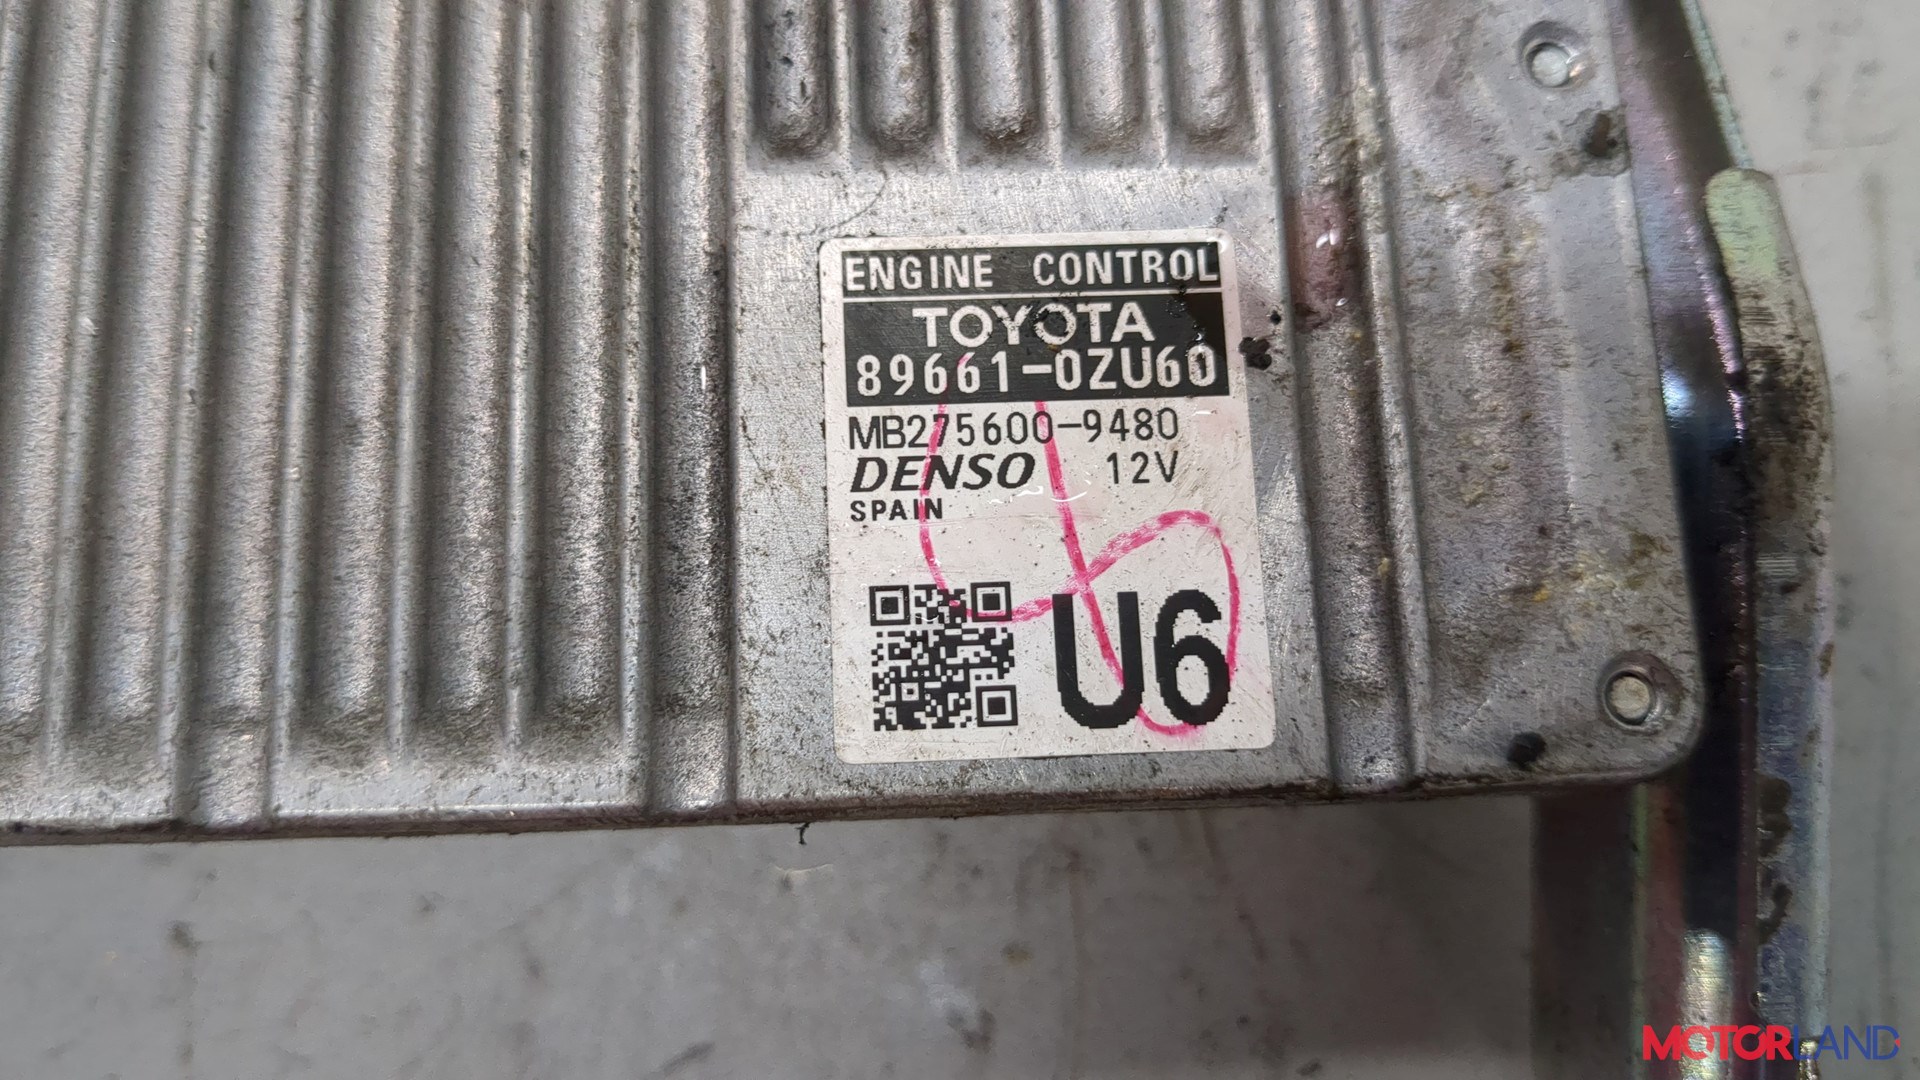 ENGINE CONTROL
TOYOTA
89661-0ZU60
MB275600-9480
DENSO 12V
SPAIN
U6
MOTORLAND